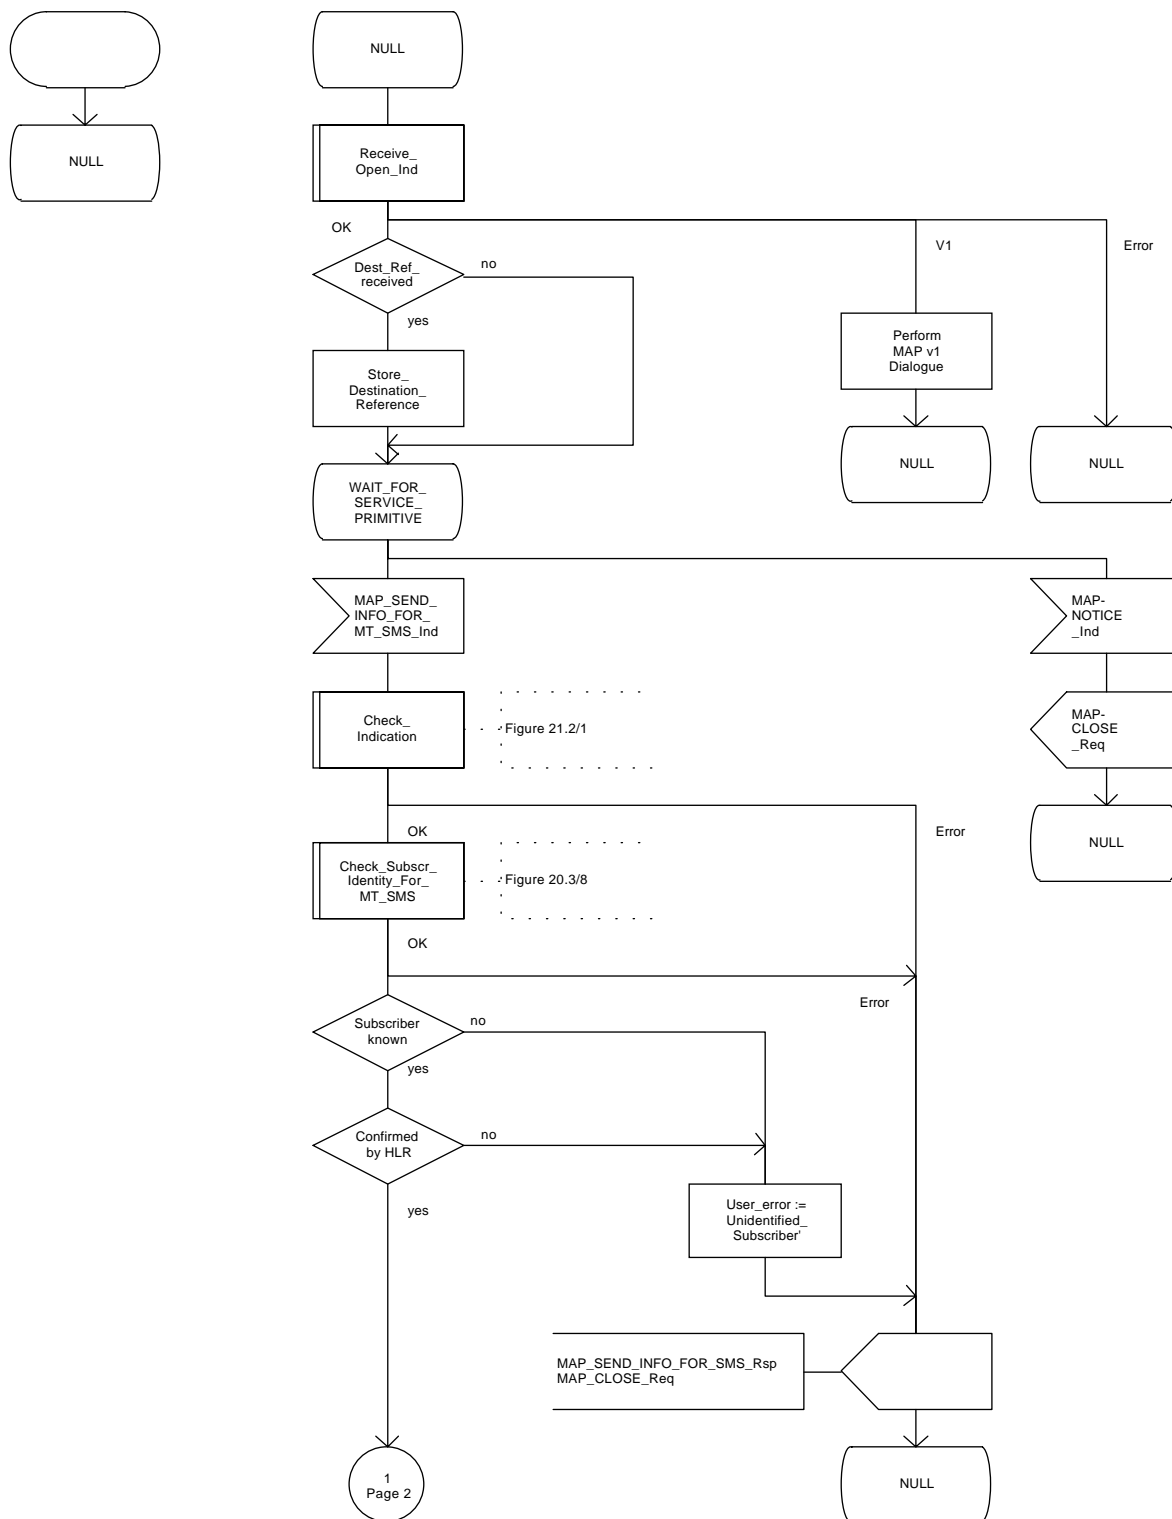 NULL
NULL
Receive_
Open_Ind
OK
V1
Error
Dest_Ref_
received
no
yes
Perform
MAP v1
Dialogue
Store_
Destination_
Reference
NULL
NULL
WAIT_FOR_
SERVICE_
PRIMITIVE
MAP_SEND_
INFO_FOR_
MT_SMS_Ind
MAP-
NOTICE
_Ind
Check_
Indication
Figure 21.2/1
MAP-
CLOSE
_Req
OK
Error
NULL
Check_Subscr_
Identity_For_
MT_SMS
Figure 20.3/8
OK
Error
Subscriber
known
no
yes
Confirmed
by HLR
no
yes
User_error :=
Unidentified_
Subscriber'
MAP_SEND_INFO_FOR_SMS_Rsp
MAP_CLOSE_Req
1
Page 2
NULL